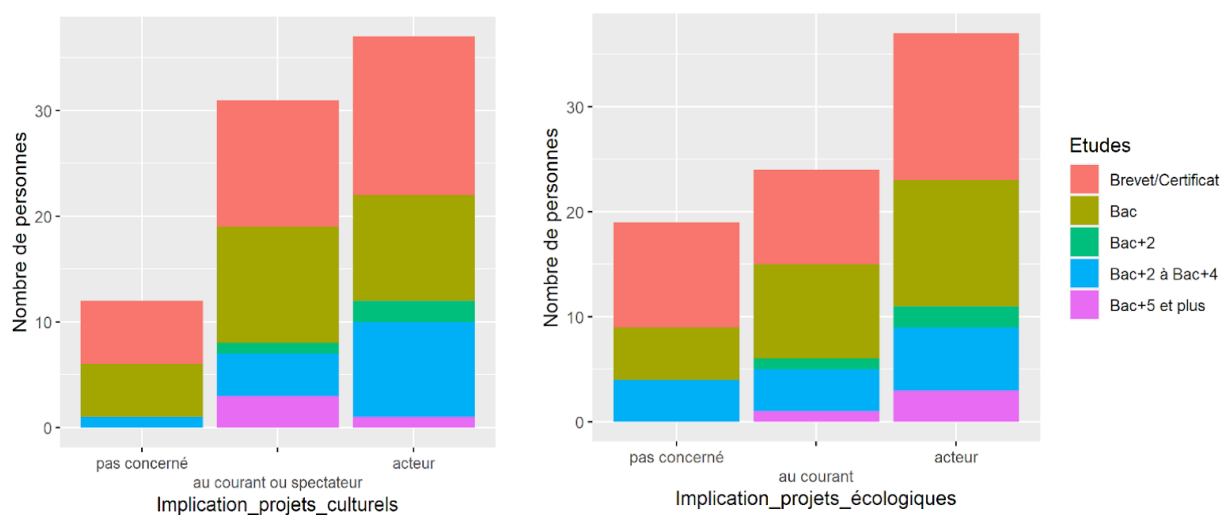 Nombre de personnes
30
20
10
0
pas concerné
au courant ou spectateur
acteur
Implication_projets_culturels
Nombre de personnes
30
20
10
0
pas concerné
au courant
acteur
Implication_projets_écologiques
Etudes
Brevet/Certificat
Bac
Bac+2
Bac+2 à Bac+4
Bac+5 et plus